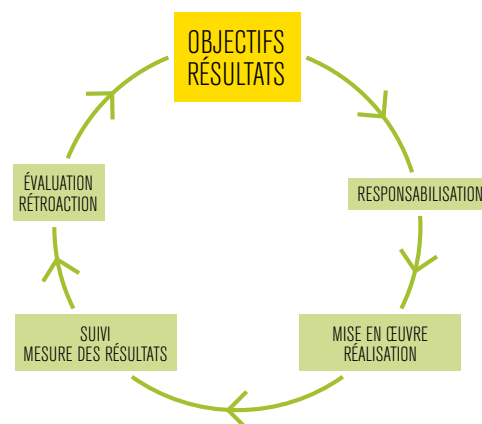 OBJECTIFS
RÉSULTATS
RESPONSABILISATION
MISE EN ŒUVRE
RÉALISATION
SUIVI
MESURE DES RÉSULTATS
ÉVALUATION
RÉTROACTION